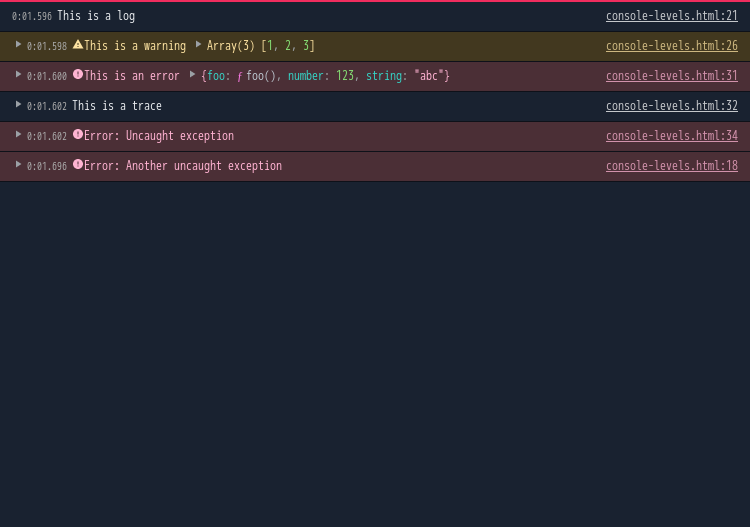 0:01.596 This is a log console-levels.html:21
0:01.598 This is a warning Array(3) [1, 2, 3] console-levels.html:26
0:01.600 This is an error {foo: ƒ foo(), number: 123, string: "abc"} console-levels.html:31
0:01.602 This is a trace console-levels.html:32
0:01.602 Error: Uncaught exception console-levels.html:34
0:01.696 Error: Another uncaught exception console-levels.html:18